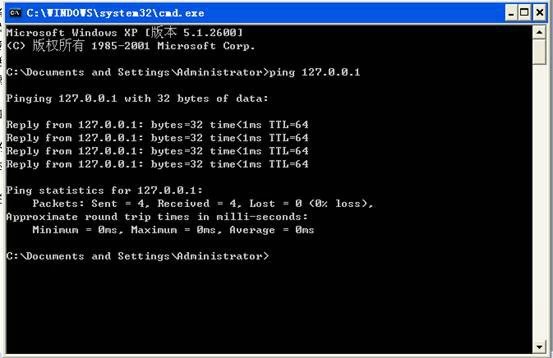 C:\WINDOWS\system32\cmd.exe
Microsoft Windows XP [版本 5.1.2600]
(C) 版权所有 1985-2001 Microsoft Corp.
C:\Documents and Settings\Administrator>ping 127.0.0.1
Pinging 127.0.0.1 with 32 bytes of data:
Reply from 127.0.0.1: bytes=32 time<1ms TTL=64
Reply from 127.0.0.1: bytes=32 time<1ms TTL=64
Reply from 127.0.0.1: bytes=32 time<1ms TTL=64
Reply from 127.0.0.1: bytes=32 time<1ms TTL=64
Ping statistics for 127.0.0.1:
Packets: Sent = 4, Received = 4, Lost = 0 (0% loss),
Approximate round trip times in milli-seconds:
Minimum = 0ms, Maximum = 0ms, Average = 0ms
C:\Documents and Settings\Administrator>